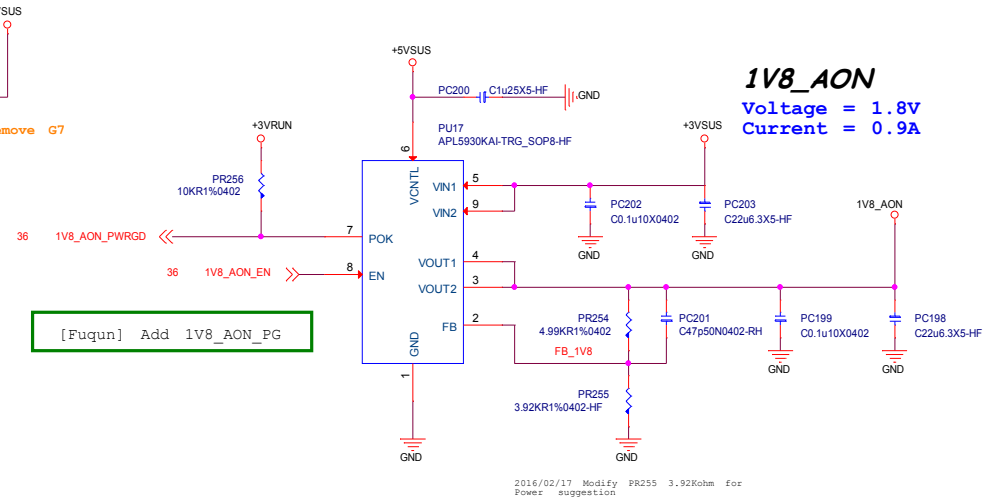 +5VSUS
1V8_AON
Voltage = 1.8V
Current = 0.9A
PC200
C1u25X5-HF
GND
+3VRUN
PU17
APL5930KAI-TRG_SOP8-HF
+3VSUS
6
VCNTL
PR256
10KR1%0402
VIN1
5
VIN2
9
PC202
C0.1u10X0402
PC203
C22u6.3X5-HF
1V8_AON
36
1V8_AON_PWRGD
7
POK
GND
GND
36
1V8_AON_EN
8
EN
VOUT1
4
VOUT2
3
[Fuqun] Add 1V8_AON_PG
FB
2
PR254
4.99KR1%0402
PC201
C47p50N0402-RH
PC199
C0.1u10X0402
PC198
C22u6.3X5-HF
GND
FB_1V8
GND
GND
1
PR255
3.92KR1%0402-HF
GND
GND
2016/02/17 Modify PR255 3.92Kohm for
Power suggestion